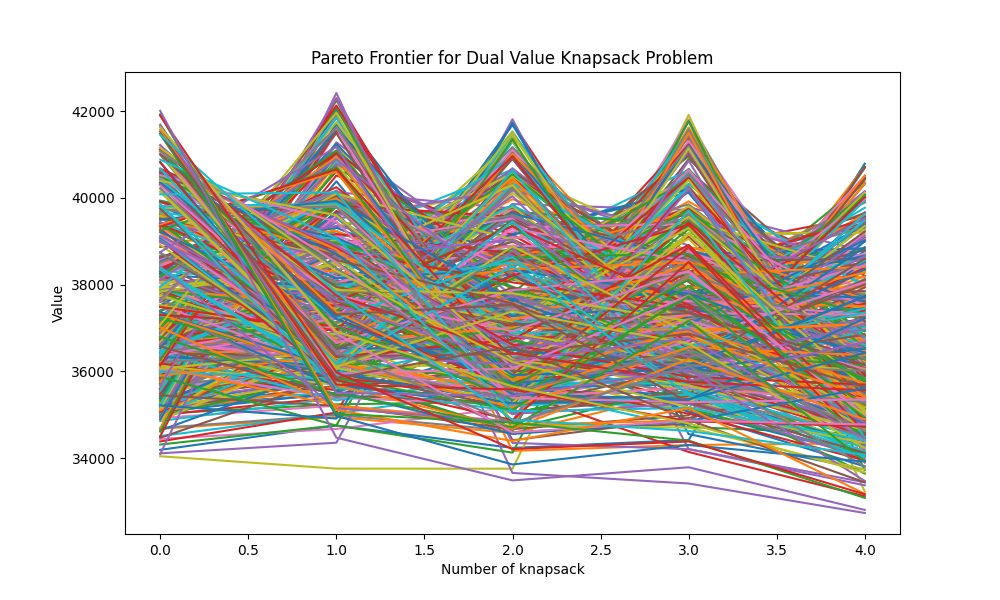 Pareto Frontier for Dual Value Knapsack Problem
42000
40000
38000
36000
34000
Value
0.0 0.5 1.0 1.5 2.0 2.5 3.0 3.5 4.0
Number of knapsack